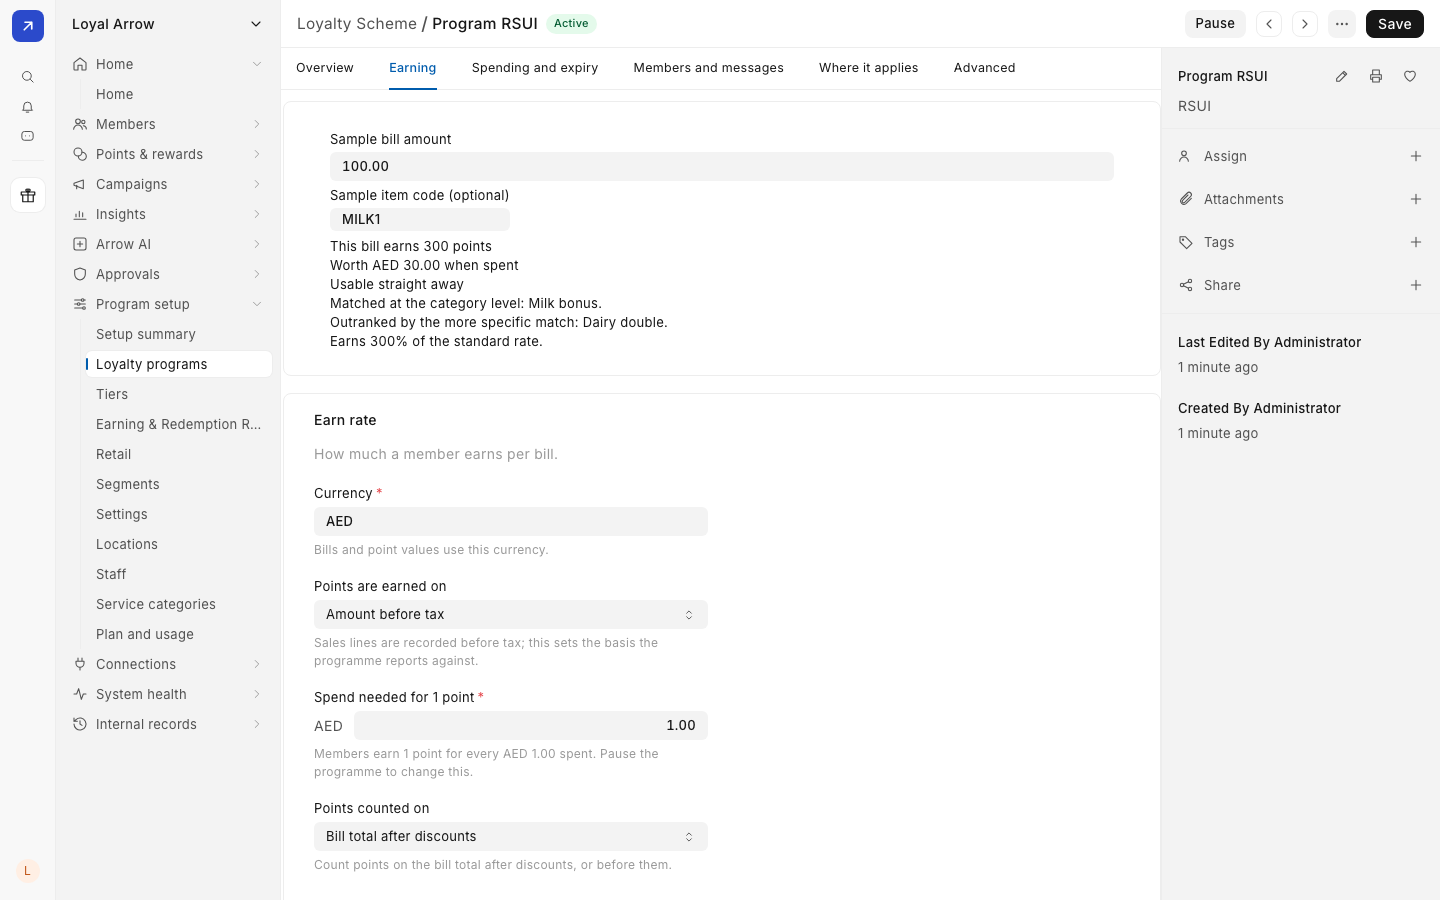 Loyal Arrow
Home
Home
Members
Points & rewards
Campaigns
Insights
Arrow AI
Approvals
Program setup
Setup summary
Loyalty programs
Tiers
Earning & Redemption R...
Retail
Segments
Settings
Locations
Staff
Service categories
Plan and usage
Connections
System health
Internal records
L
Loyalty Scheme / Program RSUI Active
Pause
Save
Overview Earning Spending and expiry Members and messages Where it applies Advanced
Sample bill amount
100.00
Sample item code (optional)
MILK1
This bill earns 300 points
Worth AED 30.00 when spent
Usable straight away
Matched at the category level: Milk bonus.
Outranked by the more specific match: Dairy double.
Earns 300% of the standard rate.
Earn rate
How much a member earns per bill.
Currency *
AED
Bills and point values use this currency.
Points are earned on
Amount before tax
Sales lines are recorded before tax; this sets the basis the
programme reports against.
Spend needed for 1 point *
AED 1.00
Members earn 1 point for every AED 1.00 spent. Pause the
programme to change this.
Points counted on
Bill total after discounts
Count points on the bill total after discounts, or before them.
Program RSUI
RSUI
Assign
Attachments
Tags
Share
Last Edited By Administrator
1 minute ago
Created By Administrator
1 minute ago